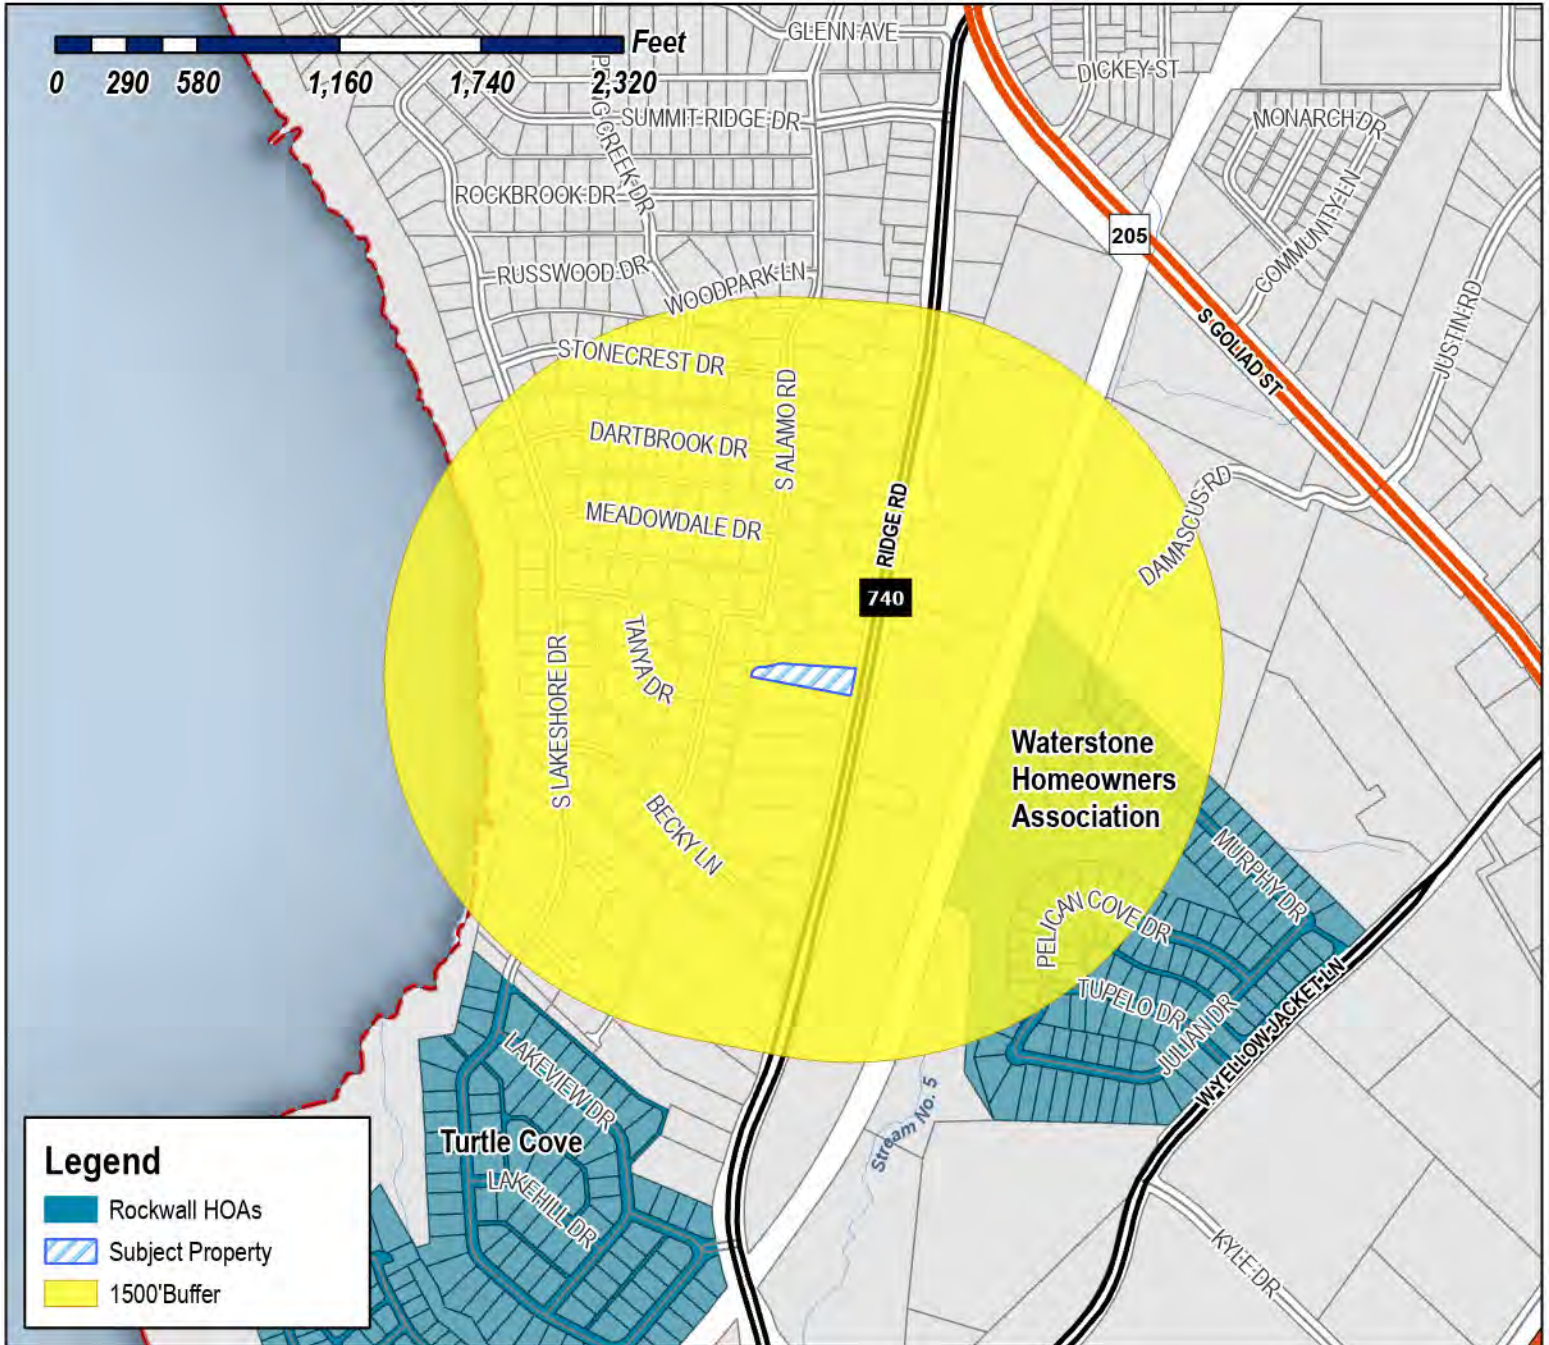 Feet
0 290 580 1,160 1,740 2,320
GLENN AVE
DICKEY ST
SUMMIT RIDGE DR
MONARCH DR
ROCKBROOK DR
COMMUNITY LN
205
RUSSWOOD DR
WOODPARK LN
S GOLIAD ST
JUSTIN RD
STONECREST DR
S ALAMO RD
DARTBROOK DR
MEADOWDALE DR
RIDGE RD
DAMASCUS RD
740
TANYA DR
S LAKESHORE DR
Waterstone
Homeowners
Association
BECKY LN
MURPHY DR
PELICAN COVE DR
TUPELO DR
JULIAN DR
W YELLOW JACKET LN
LAKEVIEW DR
Stream No. 5
Turtle Cove
LAKEHILL DR
KYLE DR
Legend
Rockwall HOAs
Subject Property
1500'Buffer